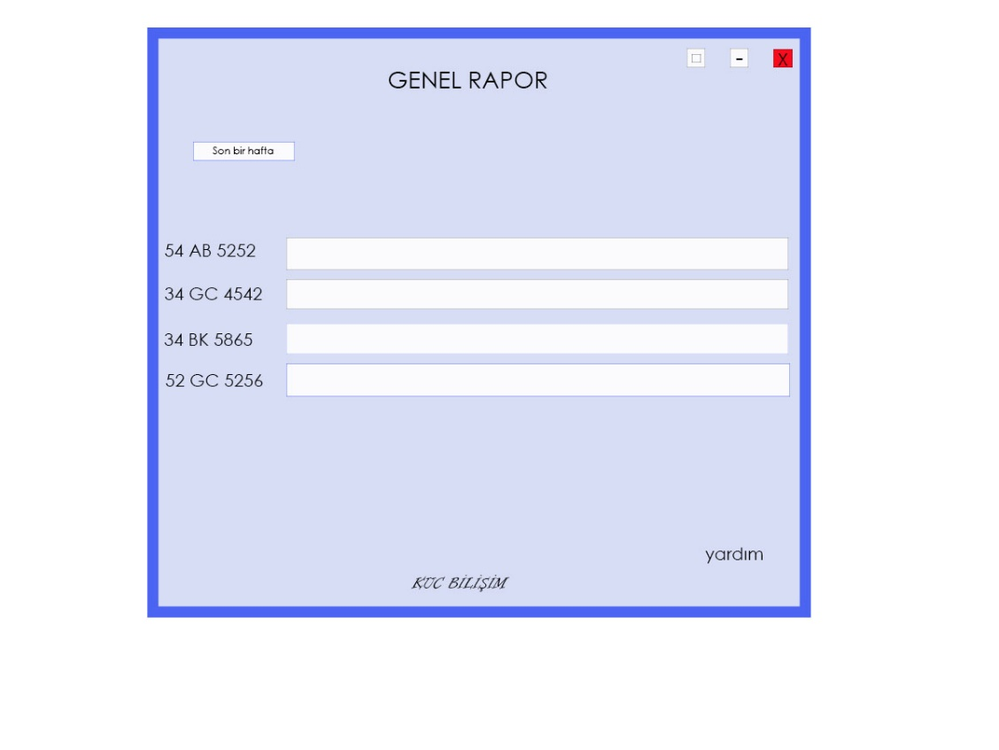 - X
GENEL RAPOR
Son bir hafta
54 AB 5252
34 GC 4542
34 BK 5865
52 GC 5256
yardım
KUC BİLİŞİM